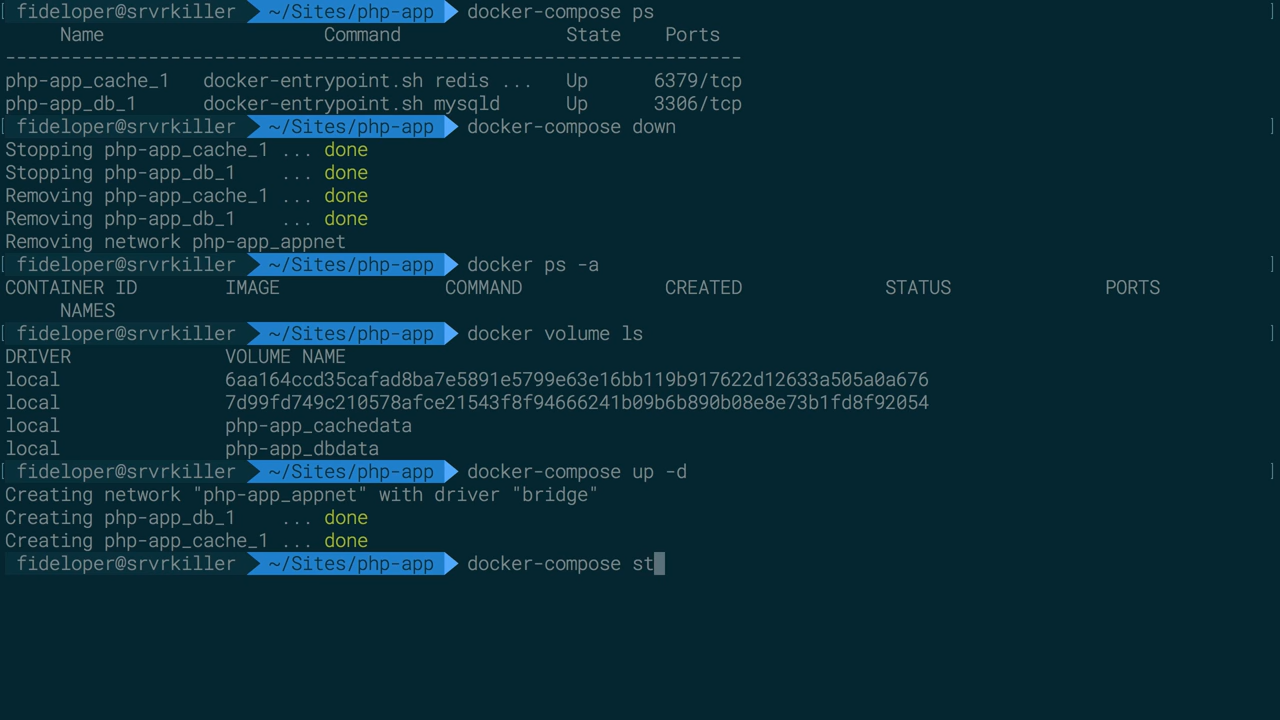 [ fideloper@srvrkiller ~/Sites/php-app docker-compose ps ]
Name Command State Ports
-------------------------------------------------------------------
php-app_cache_1 docker-entrypoint.sh redis ... Up 6379/tcp
php-app_db_1 docker-entrypoint.sh mysqld Up 3306/tcp
[ fideloper@srvrkiller ~/Sites/php-app docker-compose down ]
Stopping php-app_cache_1 ... done
Stopping php-app_db_1 ... done
Removing php-app_cache_1 ... done
Removing php-app_db_1 ... done
Removing network php-app_appnet
[ fideloper@srvrkiller ~/Sites/php-app docker ps -a ]
CONTAINER ID IMAGE COMMAND CREATED STATUS PORTS
NAMES
[ fideloper@srvrkiller ~/Sites/php-app docker volume ls ]
DRIVER VOLUME NAME
local 6aa164ccd35cafad8ba7e5891e5799e63e16bb119b917622d12633a505a0a676
local 7d99fd749c210578afce21543f8f94666241b09b6b890b08e8e73b1fd8f92054
local php-app_cachedata
local php-app_dbdata
[ fideloper@srvrkiller ~/Sites/php-app docker-compose up -d ]
Creating network "php-app_appnet" with driver "bridge"
Creating php-app_db_1 ... done
Creating php-app_cache_1 ... done
fideloper@srvrkiller ~/Sites/php-app docker-compose st